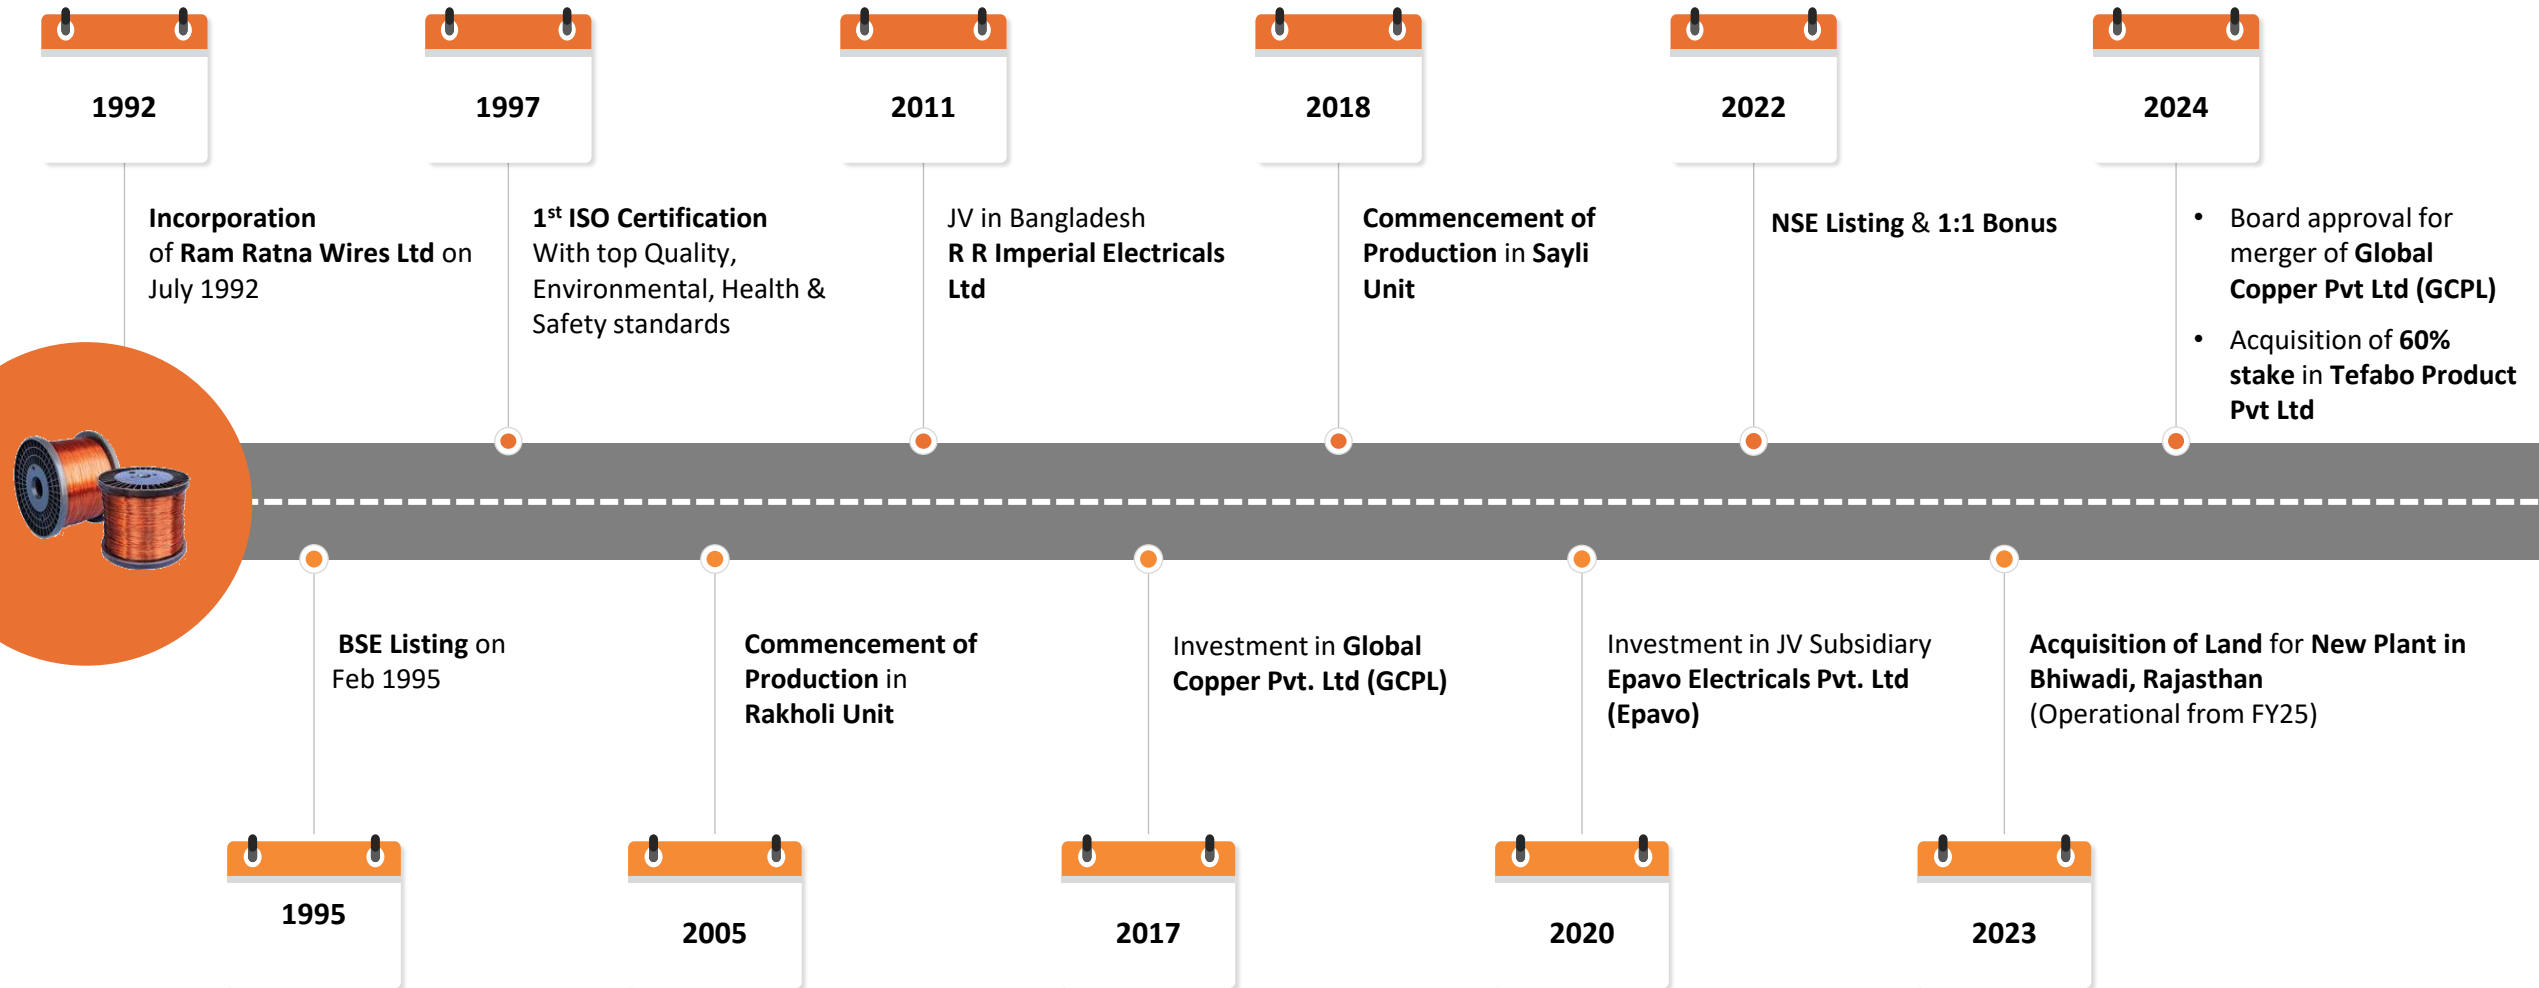 1992
Incorporation
of Ram Ratna Wires Ltd on
July 1992
1997
1st ISO Certification
With top Quality,
Environmental, Health &
Safety standards
2011
JV in Bangladesh
R R Imperial Electricals
Ltd
2018
Commencement of
Production in Sayli
Unit
2022
NSE Listing & 1:1 Bonus
2024
• Board approval for
merger of Global
Copper Pvt Ltd (GCPL)
• Acquisition of 60%
stake in Tefabo Product
Pvt Ltd
BSE Listing on
Feb 1995
1995
Commencement of
Production in
Rakholi Unit
2005
Investment in Global
Copper Pvt. Ltd (GCPL)
2017
Investment in JV Subsidiary
Epavo Electricals Pvt. Ltd
(Epavo)
2020
Acquisition of Land for New Plant in
Bhiwadi, Rajasthan
(Operational from FY25)
2023